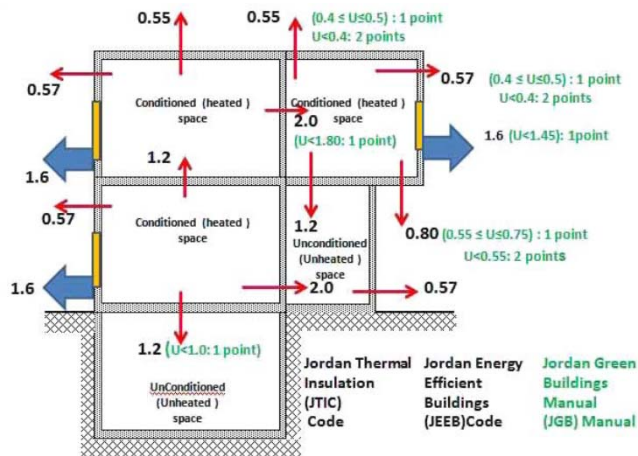 0.55
0.55 (0.4 ≤ U≤0.5) : 1 point
U<0.4: 2 points
0.57
0.57 (0.4 ≤ U≤0.5) : 1 point
U<0.4: 2 points
Conditioned (heated )
space
Conditioned (heated )
space
2.0
(U<1.80: 1 point)
1.6 (U<1.45): 1point
1.6
1.2
0.57
Conditioned (heated )
space
1.2
Unconditioned
(Unheated )
space
0.80 (0.55 ≤ U≤0.75) : 1 point
U<0.55: 2 points
1.6
2.0
0.57
1.2 (U<1.0: 1 point)
UnConditioned
(Unheated )
space
Jordan Thermal
Insulation
(JTIC)
Code
Jordan Energy
Efficient
Buildings
(JEEB)Code
Jordan Green
Buildings
Manual
(JGB) Manual